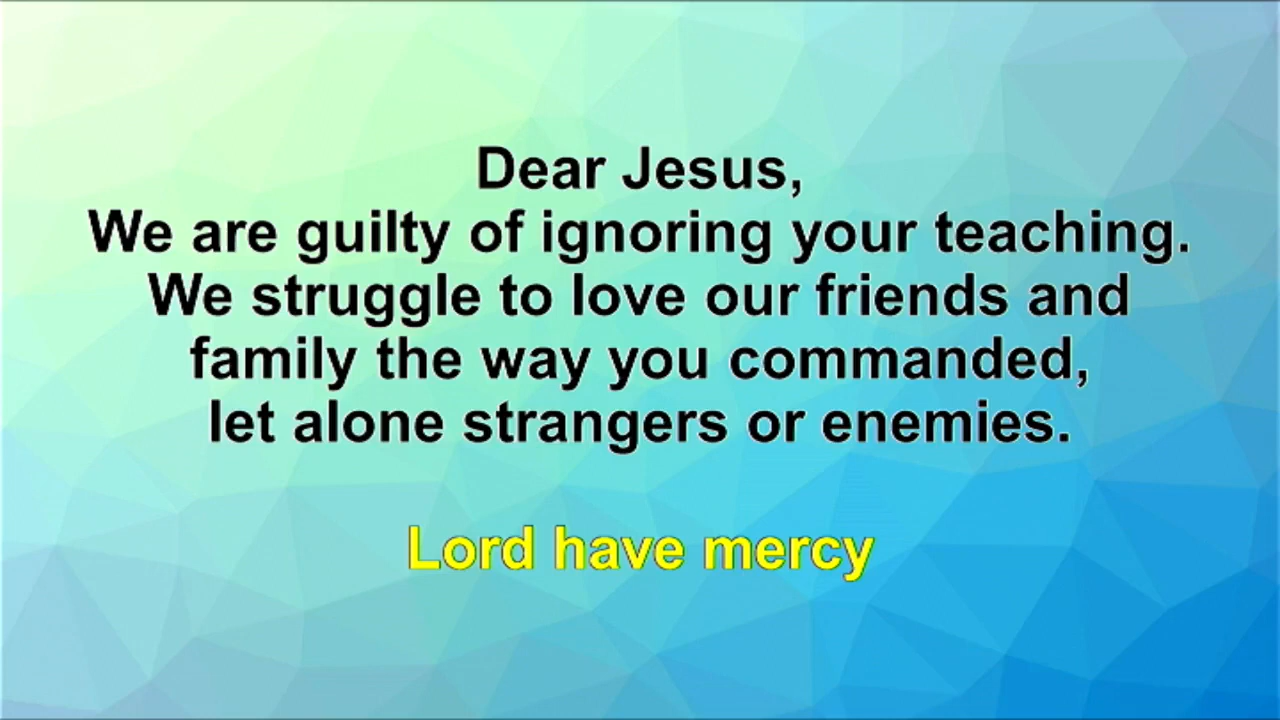 Dear Jesus,
We are guilty of ignoring your teaching.
We struggle to love our friends and
family the way you commanded,
let alone strangers or enemies.
Lord have mercy